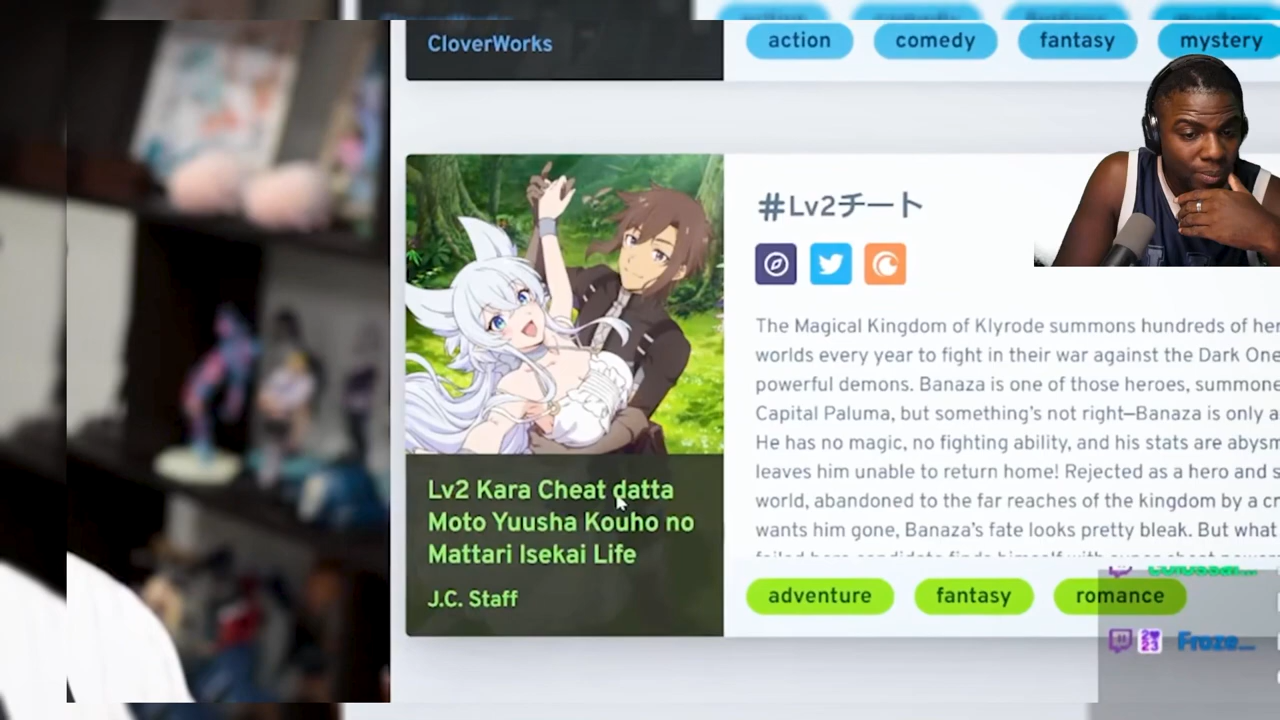 CloverWorks
action comedy fantasy mystery
#Lv2チート
The Magical Kingdom of Klyrode summons hundreds of her
worlds every year to fight in their war against the Dark One
powerful demons. Banaza is one of those heroes, summone
Capital Paluma, but something's not right—Banaza is only a
He has no magic, no fighting ability, and his stats are abysm
leaves him unable to return home! Rejected as a hero and s
world, abandoned to the far reaches of the kingdom by a cr
wants him gone, Banaza's fate looks pretty bleak. But what
Lv2 Kara Cheat datta
Moto Yuusha Kouho no
Mattari Isekai Life
J.C. Staff
adventure fantasy romance
Froze...